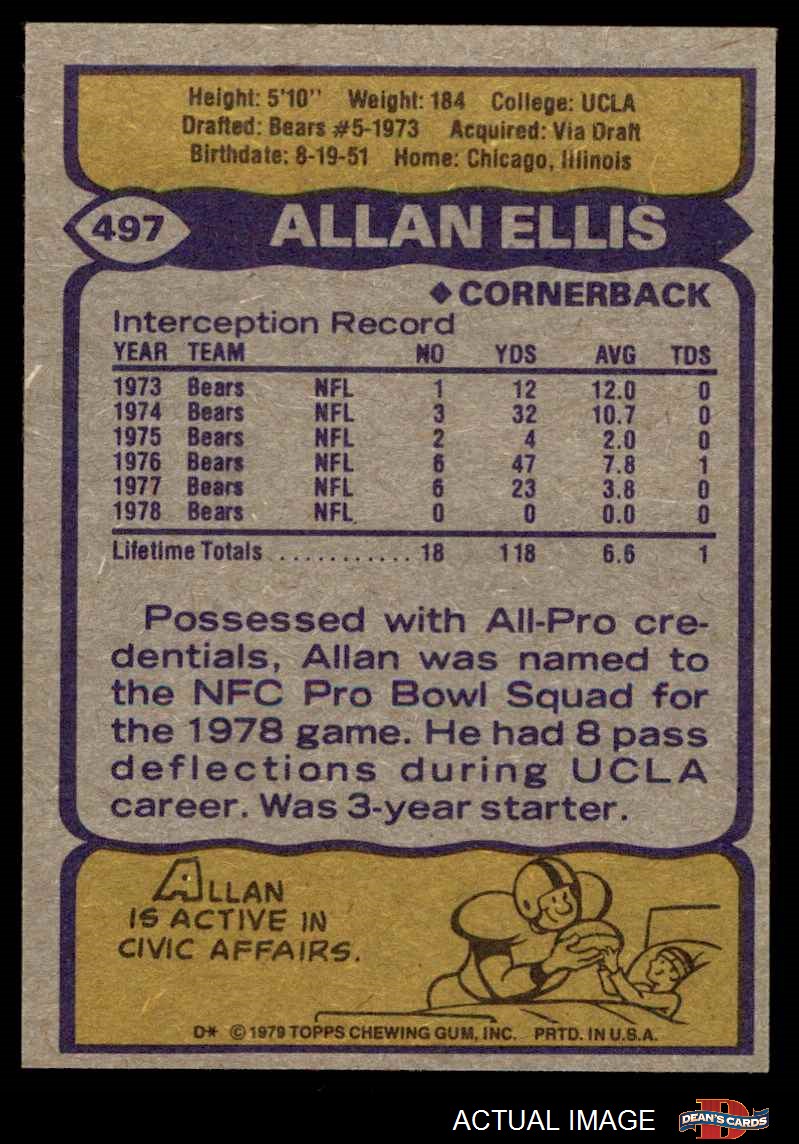 Height: 5'10" Weight: 184 College: UCLA
Drafted: Bears #5-1973 Acquired: Via Draft
Birthdate: 8-19-51 Home: Chicago, Illinois
497 ALLAN ELLIS
◆ CORNERBACK
Interception Record
YEAR TEAM NO YDS AVG TDS
1973 Bears NFL 1 12 12.0 0
1974 Bears NFL 3 32 10.7 0
1975 Bears NFL 2 4 2.0 0
1976 Bears NFL 6 47 7.8 1
1977 Bears NFL 6 23 3.8 0
1978 Bears NFL 0 0 0.0 0
Lifetime Totals ............ 18 118 6.6 1
Possessed with All-Pro cre-
dentials, Allan was named to
the NFC Pro Bowl Squad for
the 1978 game. He had 8 pass
deflections during UCLA
career. Was 3-year starter.
ALLAN
IS ACTIVE IN
CIVIC AFFAIRS.
D* © 1979 TOPPS CHEWING GUM, INC. PRTD. IN U.S.A.
ACTUAL IMAGE
D
DEAN'S CARDS